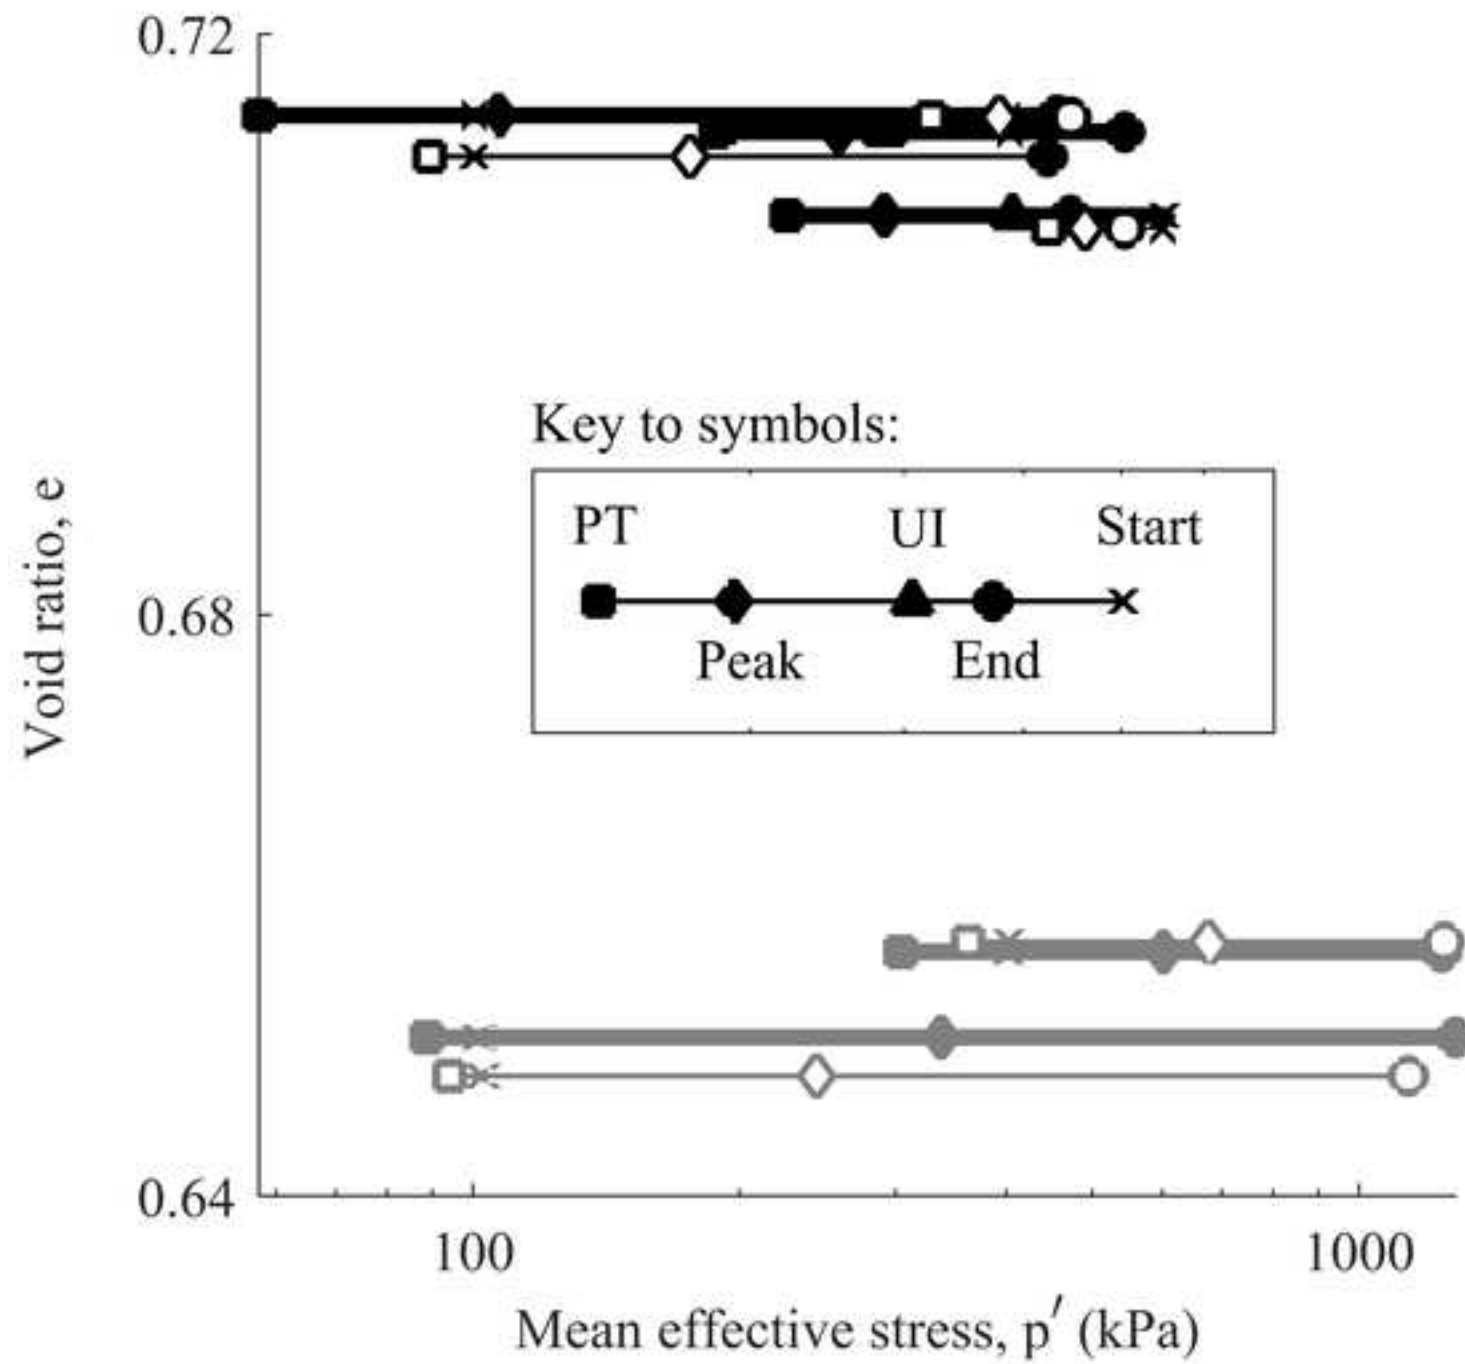 0.72
Key to symbols:
PT UI Start
Peak End
Void ratio, e
0.68
0.64
100 1000
Mean effective stress, p′ (kPa)